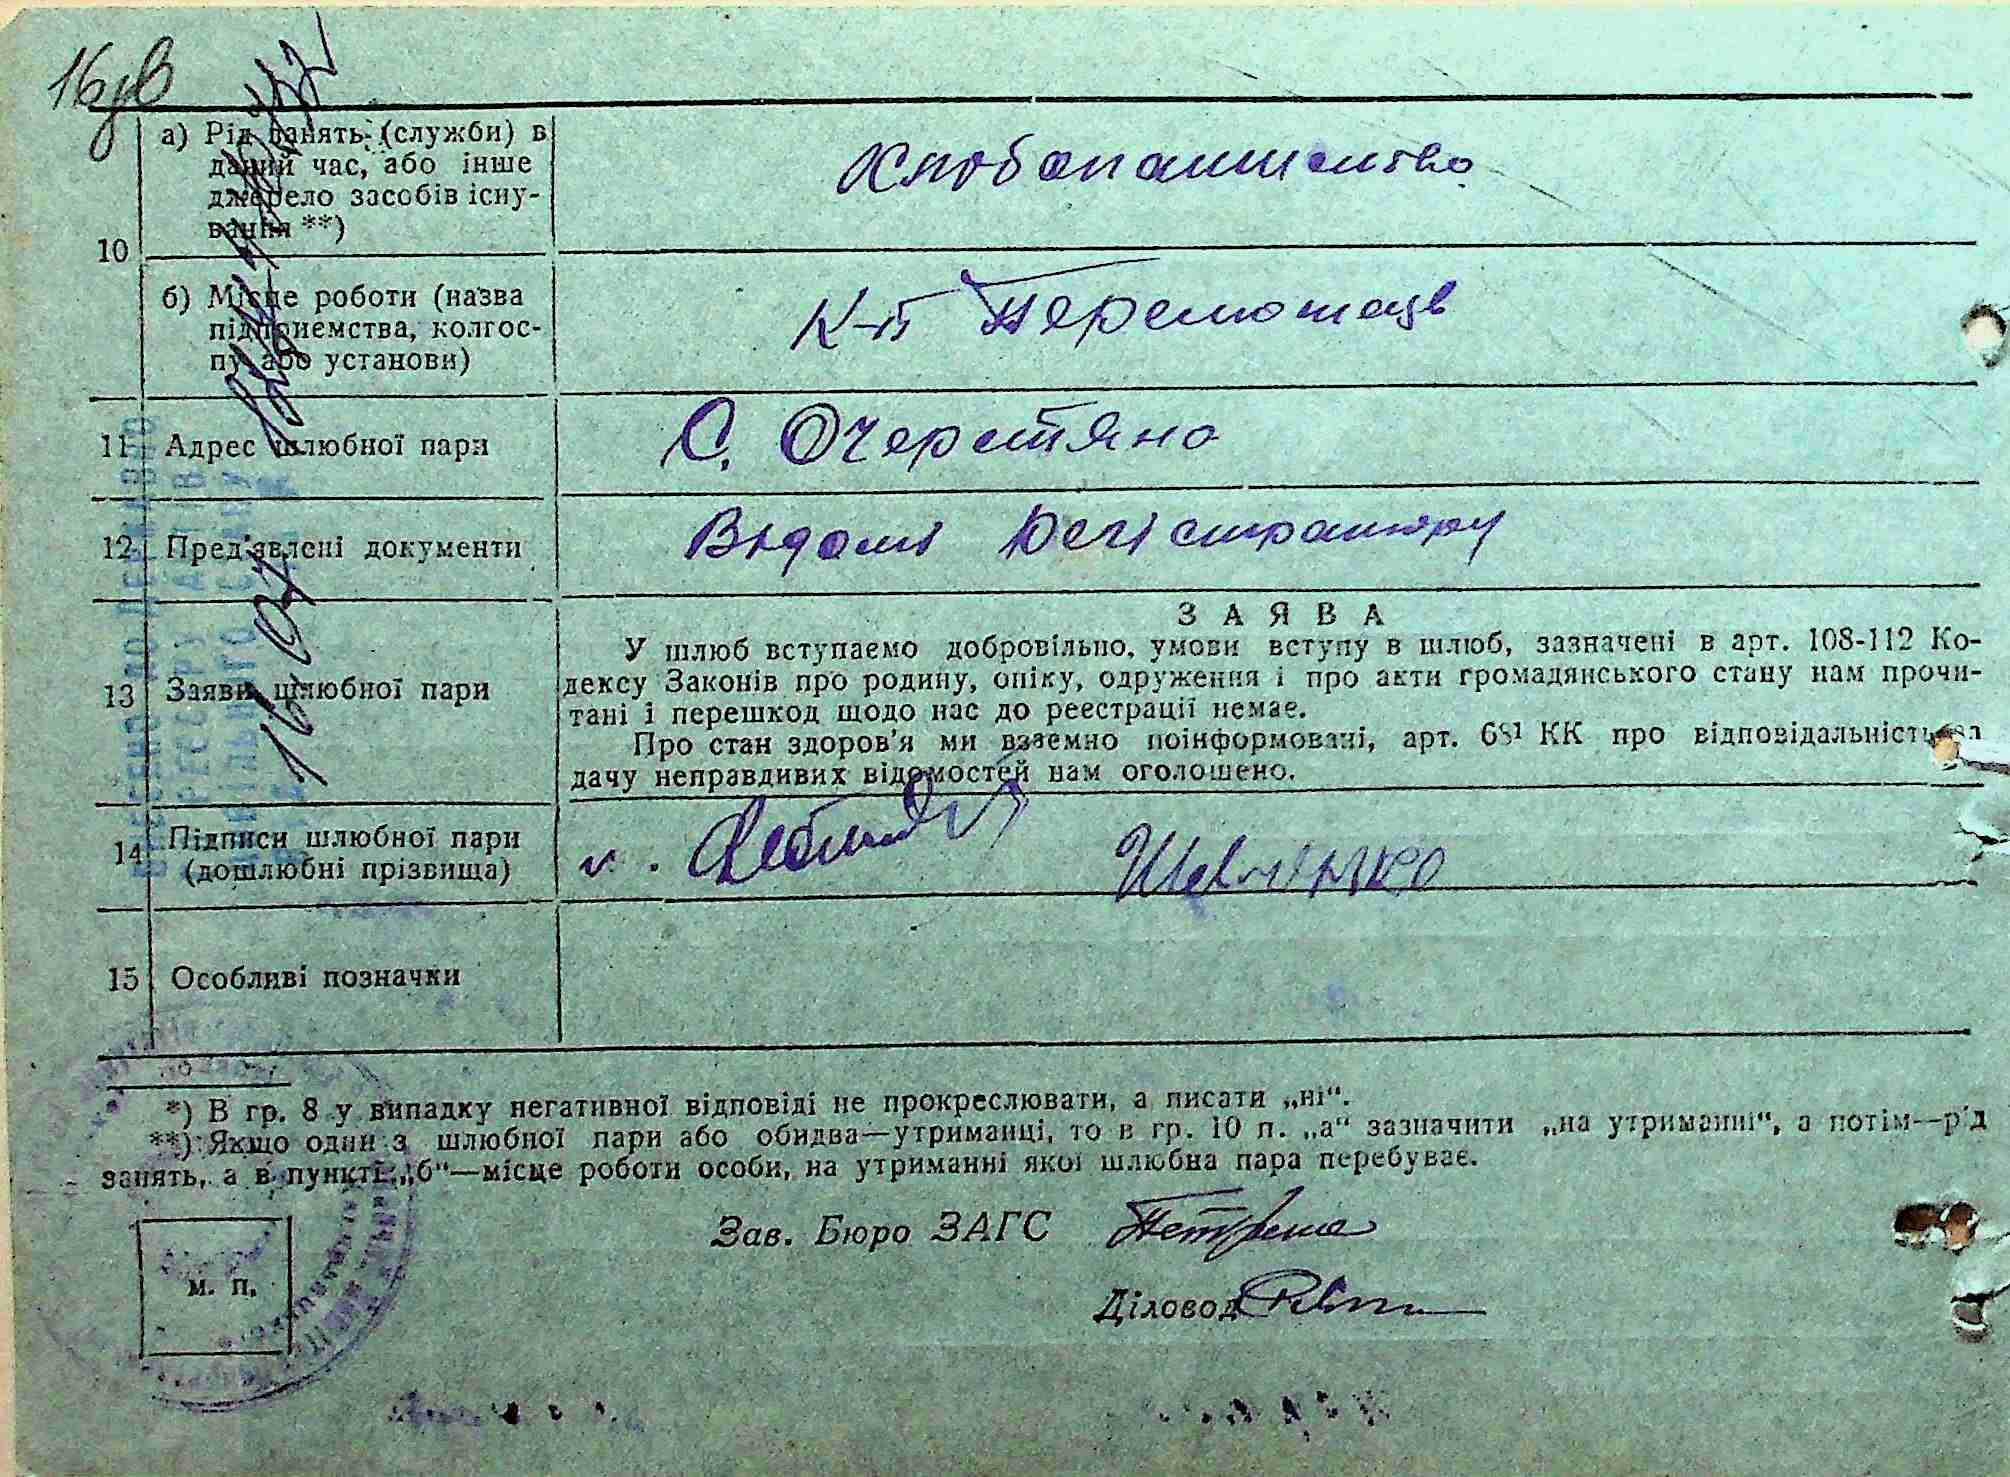 а) Рід занять (служби) в
даний час, або інше
джерело засобів існу-
вання **)
10
б) Місце роботи (назва
підприємства, колгос-
пу або установи)
к-п Переможець
11 Адрес шлюбної пари
С. Очеретяно
12 Пред'явлені документи
Відомі Регістратору
13 Заяви шлюбної пари
ЗАЯВА
У шлюб вступаємо добровільно, умови вступу в шлюб, зазначені в арт. 108-112 Ко-
дексу Законів про родину, опіку, одруження і про акти громадянського стану нам прочи-
тані і перешкод щодо нас до реєстрації немає.
Про стан здоров'я ми взаємно поінформовані, арт. 68¹ КК про відповідальність за
дачу неправдивих відомостей нам оголошено.
14 Підписи шлюбної пари
(дошлюбні прізвища)
Шевченко
15 Особливі позначки
*) В гр. 8 у випадку негативної відповіді не прокреслювати, а писати „ні“.
**) Якщо один з шлюбної пари або обидва—утриманці, то в гр. 10 п. „а“ зазначити „на утриманні“, а потім—рід
занять, а в пункті „б“—місце роботи особи, на утриманні якої шлюбна пара перебуває.
Зав. Бюро ЗАГС
Діловод
М. П.